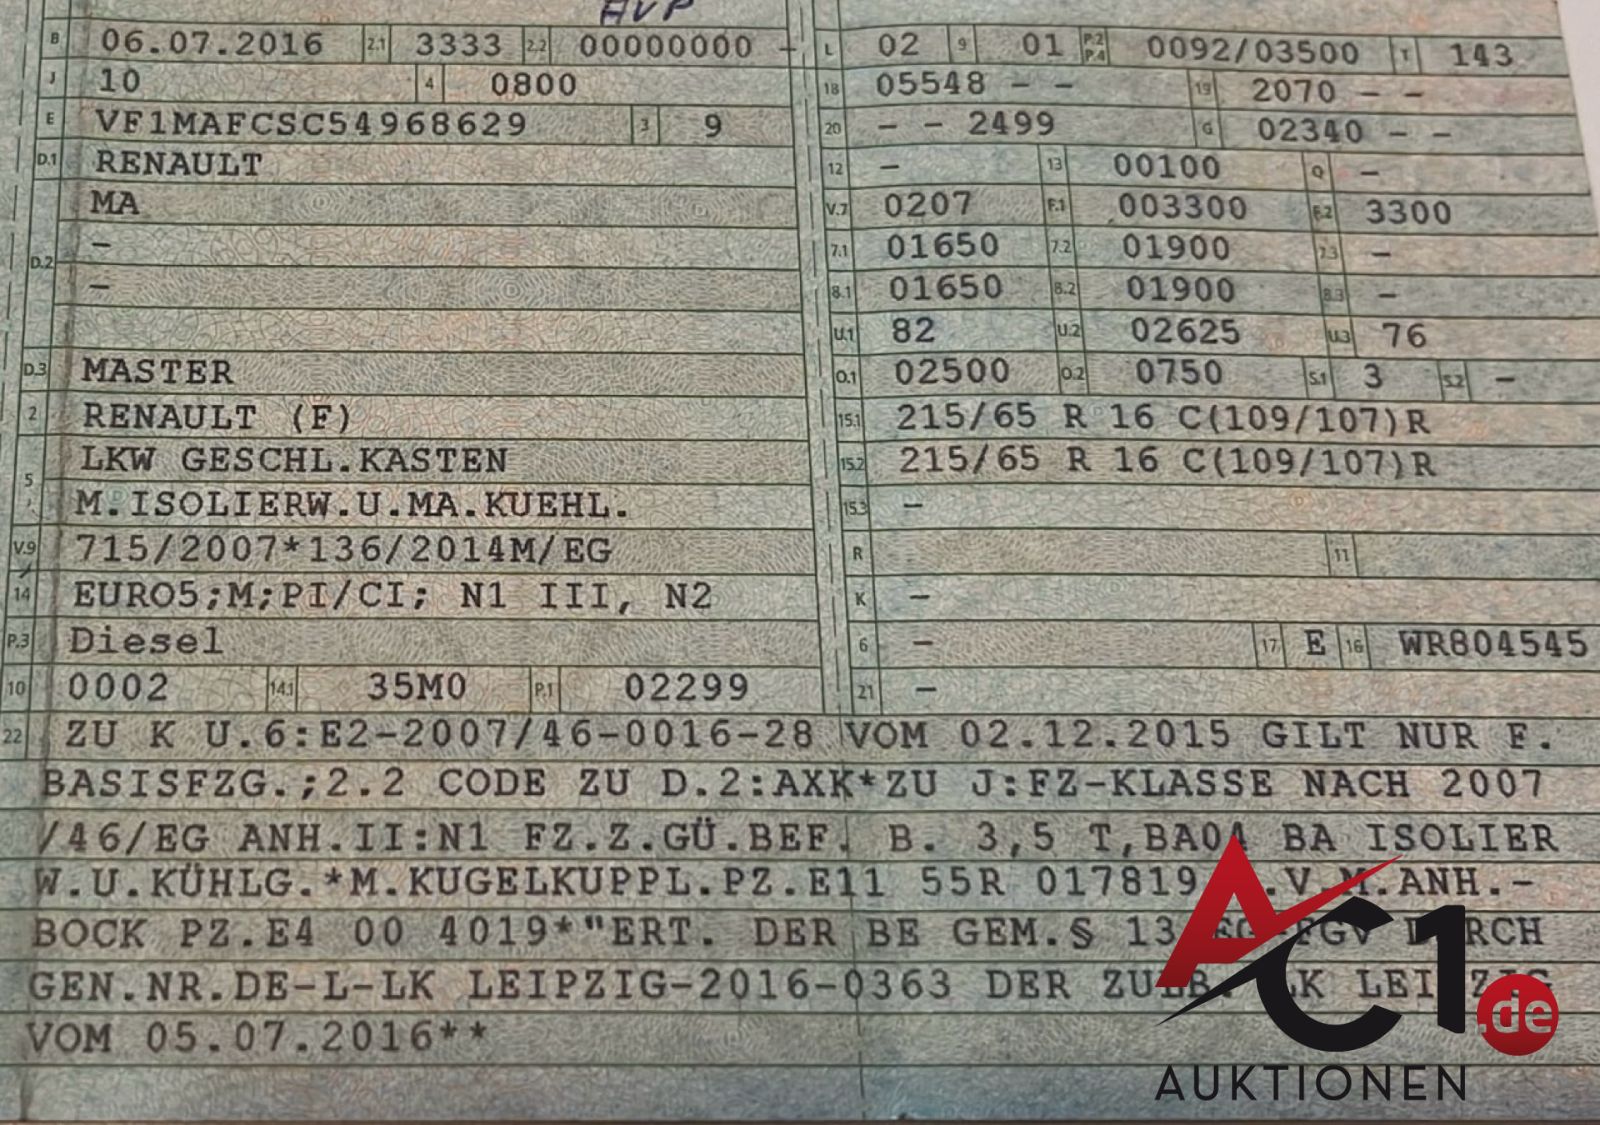 AVP
B 06.07.2016 2.1 3333 2.2 00000000 -
J 10 4 0800
E VF1MAFCSC54968629 3 9
D.1 RENAULT
MA
D.2 -
-
D.3 MASTER
2 RENAULT (F)
5 LKW GESCHL.KASTEN
M.ISOLIERW.U.MA.KUEHL.
V.9 715/2007*136/2014M/EG
14 EURO5;M;PI/CI; N1 III, N2
P.3 Diesel
10 0002 14.1 35M0 P.1 02299
L 02 9 01 P.2 P.4 0092/03500 T 143
18 05548 - - 19 2070 - -
20 - - 2499 G 02340 - -
12 - 13 00100 Q -
V.7 0207 F.1 003300 F.2 3300
7.1 01650 7.2 01900 7.3 -
8.1 01650 8.2 01900 8.3 -
U.1 82 U.2 02625 U.3 76
O.1 02500 O.2 0750 S.1 3 S.2 -
15.1 215/65 R 16 C(109/107)R
15.2 215/65 R 16 C(109/107)R
15.3 -
R 11
K -
6 - 17 E 16 WR804545
21 -
22 ZU K U.6:E2-2007/46-0016-28 VOM 02.12.2015 GILT NUR F.
BASISFZG.;2.2 CODE ZU D.2:AXK*ZU J:FZ-KLASSE NACH 2007
/46/EG ANH.II:N1 FZ.Z.GÜ.BEF. B. 3,5 T,BA04 BA ISOLIER
W.U.KÜHLG.*M.KUGELKUPPL.PZ.E11 55R 017819 .V.M.ANH.-
BOCK PZ.E4 00 4019*"ERT. DER BE GEM.§ 13 EG-FGV DURCH
GEN.NR.DE-L-LK LEIPZIG-2016-0363 DER ZULB. LK LEIPZIG
VOM 05.07.2016**
AC1.de
AUKTIONEN